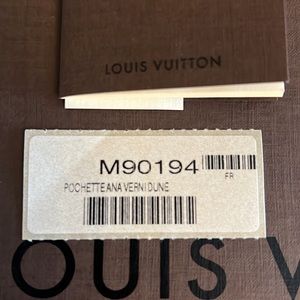 LOUIS VUITTON
M90194
FR
POCHETTE ANA VERNI DUNE
OUIS V